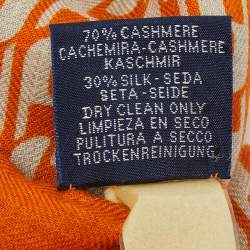 70% CASHMERE
CACHEMIRA-CASHMERE
KASCHMIR
30% SILK-SEDA
SETA-SEIDE
DRY CLEAN ONLY
LIMPIEZA EN SECO
PULITURA A SECCO
TROCKENREINIGUNG